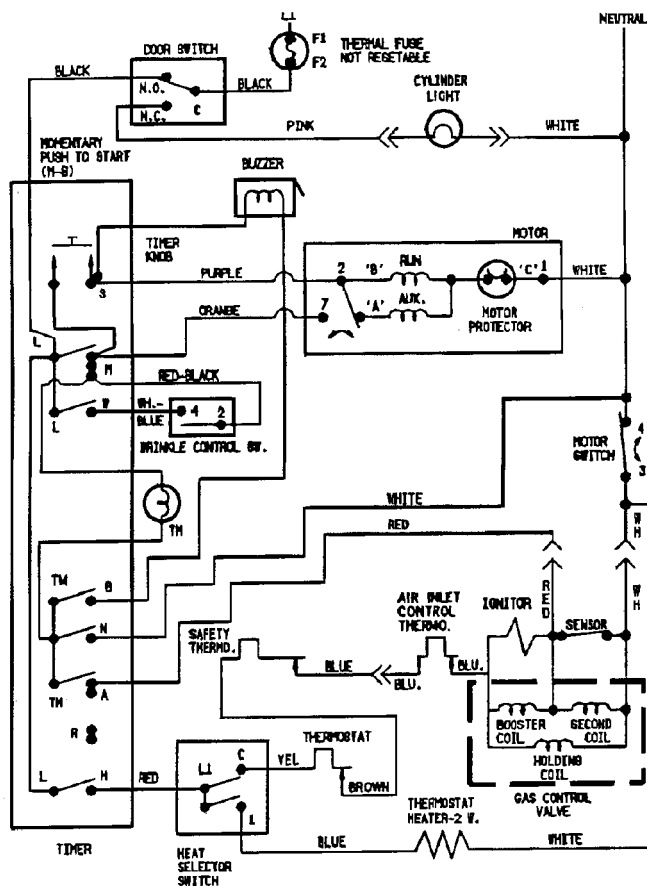 L1
NEUTRAL
F1
F2
THERMAL FUSE
NOT RESETABLE
DOOR SWITCH
BLACK
N.O.
C
N.C.
BLACK
CYLINDER
LIGHT
PINK
WHITE
MOMENTARY
PUSH TO START
(M-S)
BUZZER
TIMER
KNOB
S
PURPLE
MOTOR
2
'B'
RUN
'C'
1
WHITE
ORANGE
7
'A'
AUX.
MOTOR
PROTECTOR
L
M
RED-BLACK
L
W
WH.-
BLUE
4
2
WRINKLE CONTROL SW.
MOTOR
SWITCH
4
3
TM
WHITE
RED
WH
TM
B
N
TM
A
R
SAFETY
THERMO.
AIR INLET
CONTROL
THERMO.
IGNITOR
RED
SENSOR
WH
BLUE
BLU.
BLU.
BOOSTER
COIL
SECOND
COIL
HOLDING
COIL
GAS CONTROL
VALVE
L
H
RED
L1
C
YEL
THERMOSTAT
BROWN
1
BLUE
THERMOSTAT
HEATER-2 W.
WHITE
TIMER
HEAT
SELECTOR
SWITCH